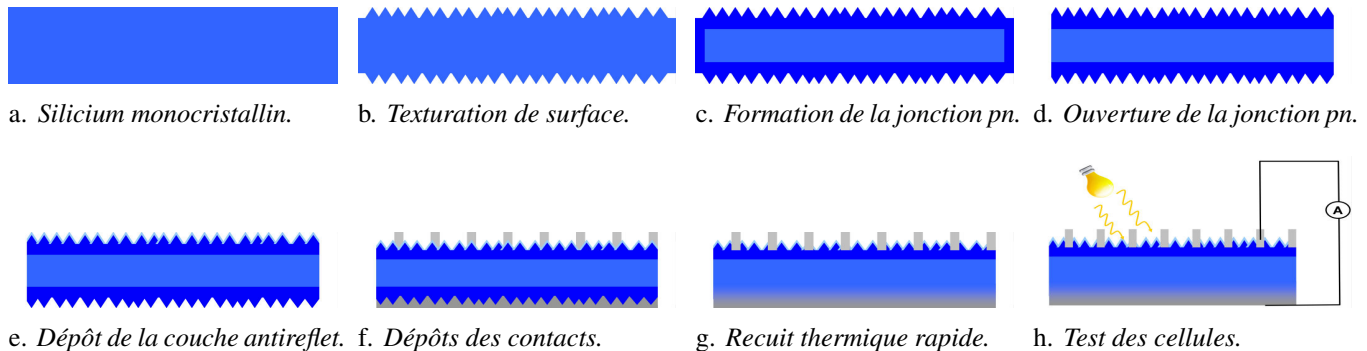 a. Silicium monocristallin.
b. Texturation de surface.
c. Formation de la jonction pn.
d. Ouverture de la jonction pn.
A
e. Dépôt de la couche antireflet.
f. Dépôts des contacts.
g. Recuit thermique rapide.
h. Test des cellules.